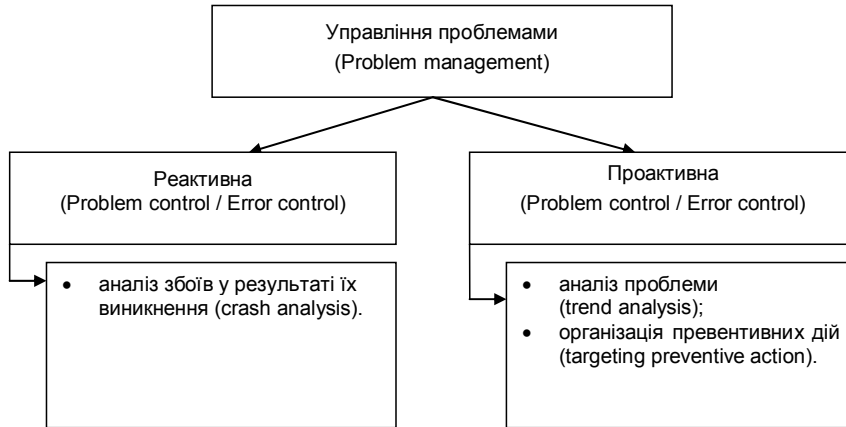 Управління проблемами
(Problem management)
Реактивна
(Problem control / Error control)
Проактивна
(Problem control / Error control)
• аналіз збоїв у результаті їх
виникнення (crash analysis).
• аналіз проблеми
(trend analysis);
• організація превентивних дій
(targeting preventive action).